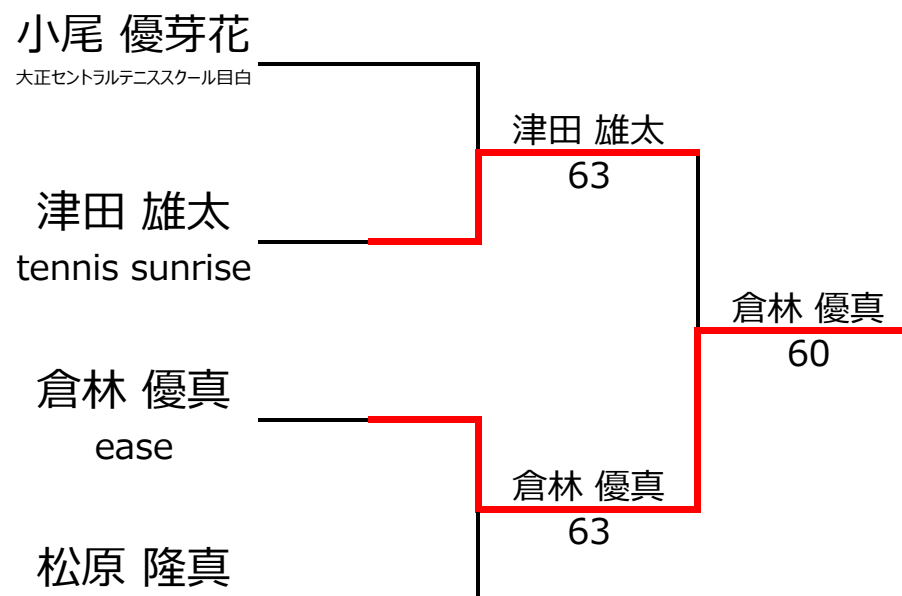 小尾 優芽花
大正セントラルテニススクール目白
津田 雄太
63
津田 雄太
tennis sunrise
倉林 優真
60
倉林 優真
ease
倉林 優真
63
松原 隆真